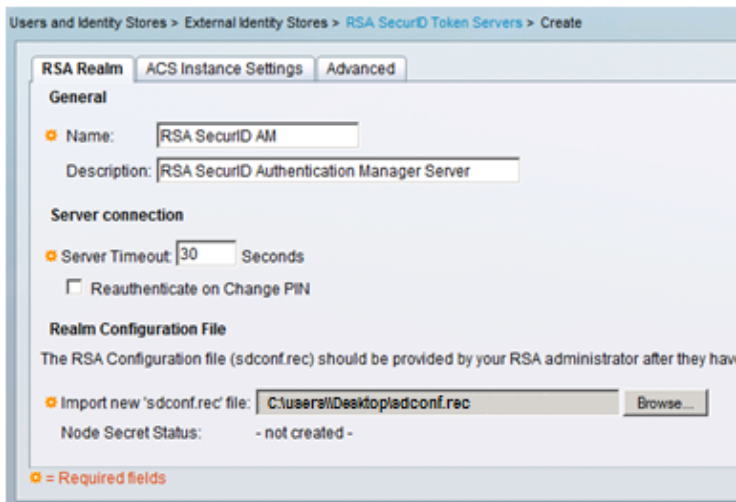 Users and Identity Stores > External Identity Stores > RSA SecurID Token Servers > Create
RSA Realm ACS Instance Settings Advanced
General
Name: RSA SecurID AM
Description: RSA SecurID Authentication Manager Server
Server connection
Server Timeout: 30 Seconds
Reauthenticate on Change PIN
Realm Configuration File
The RSA Configuration file (sdconf.rec) should be provided by your RSA administrator after they have
Import new 'sdconf.rec' file: C:\users\\Desktop\sdconf.rec Browse...
Node Secret Status: - not created -
= Required fields